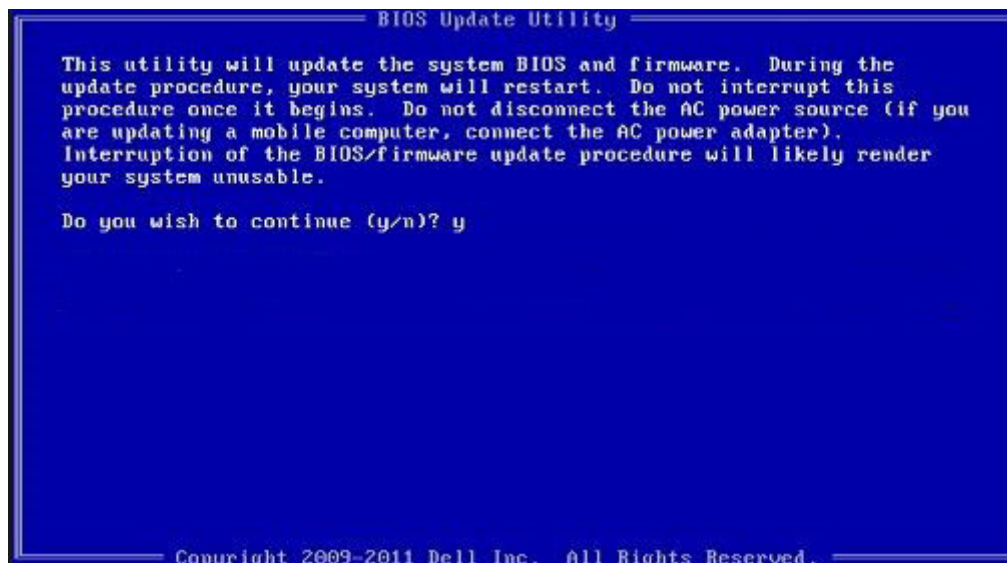 BIOS Update Utility
This utility will update the system BIOS and firmware. During the
update procedure, your system will restart. Do not interrupt this
procedure once it begins. Do not disconnect the AC power source (if you
are updating a mobile computer, connect the AC power adapter).
Interruption of the BIOS/firmware update procedure will likely render
your system unusable.
Do you wish to continue (y/n)? y
Copyright 2009-2011 Dell Inc. All Rights Reserved.